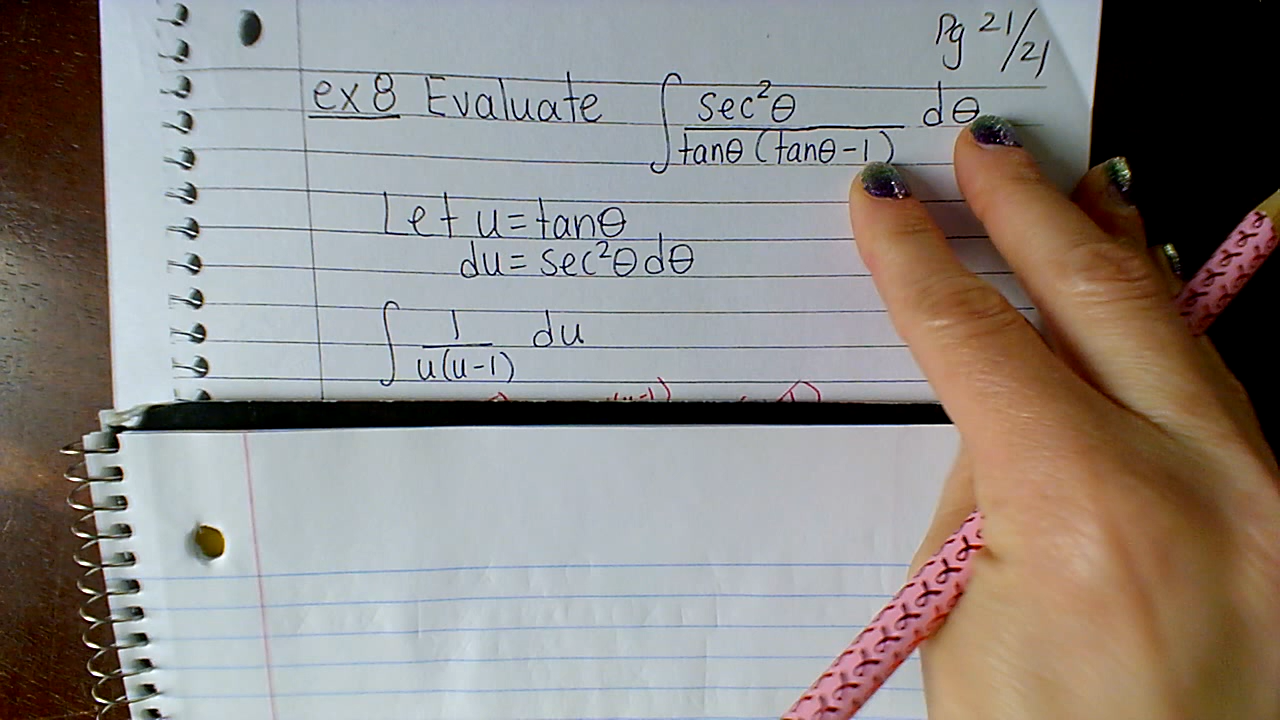 Pg 21/21
ex 8 Evaluate ∫ sec²θ / tanθ (tanθ-1) dθ
Let u = tanθ
du = sec²θ dθ
∫ 1 / u(u-1) du